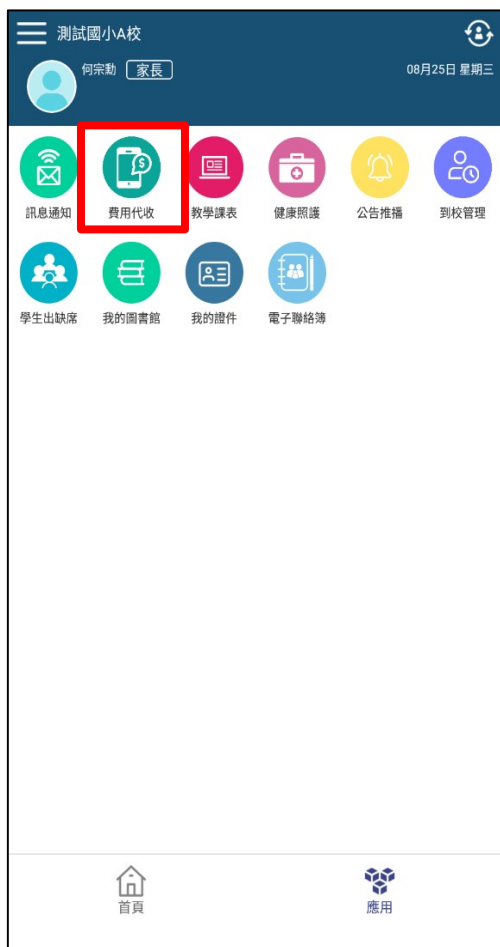 測試國小A校
何宗勳 家長
08月25日 星期三
訊息通知 費用代收 教學課表 健康照護 公告推播 到校管理
學生出缺席 我的圖書館 我的證件 電子聯絡簿
首頁 應用